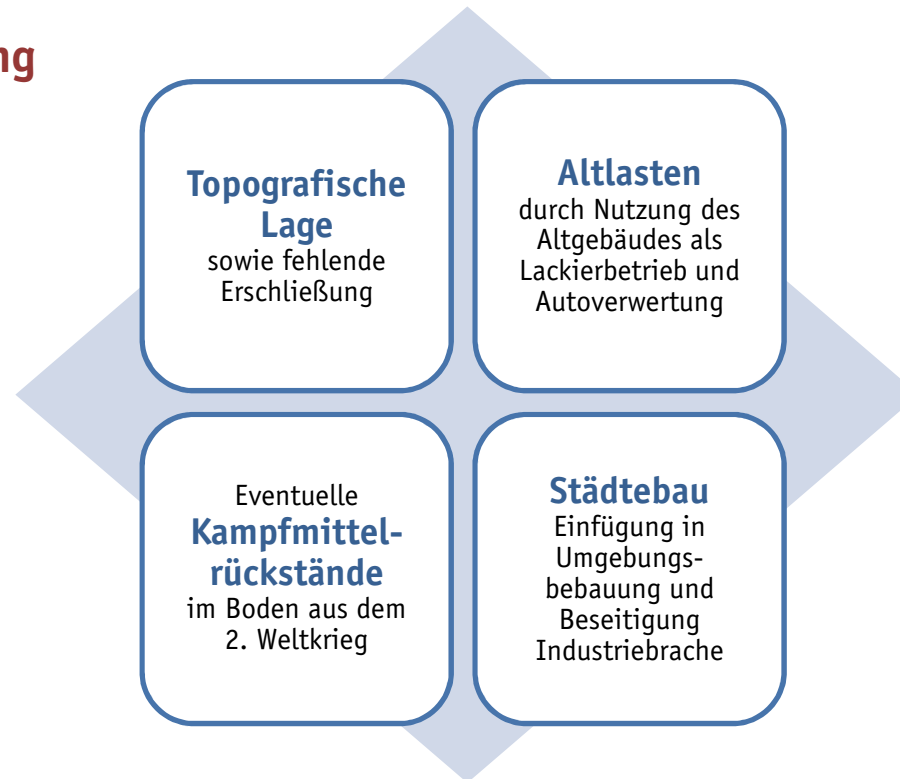 ng
Topografische
Lage
sowie fehlende
Erschließung
Altlasten
durch Nutzung des
Altgebäudes als
Lackierbetrieb und
Autoverwertung
Eventuelle
Kampfmittel-
rückstände
im Boden aus dem
2. Weltkrieg
Städtebau
Einfügung in
Umgebungs-
bebauung und
Beseitigung
Industriebrache